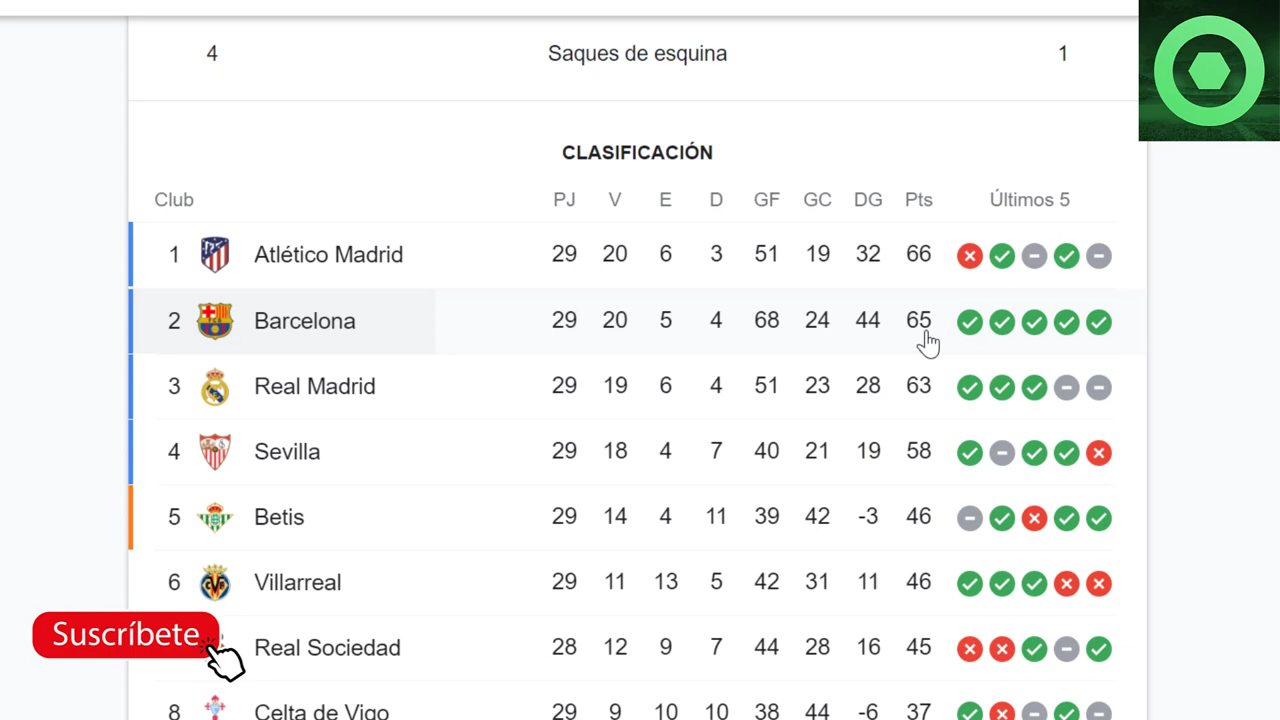 4 Saques de esquina 1
CLASIFICACIÓN
Club PJ V E D GF GC DG Pts Últimos 5
1 Atlético Madrid 29 20 6 3 51 19 32 66
2 Barcelona 29 20 5 4 68 24 44 65
3 Real Madrid 29 19 6 4 51 23 28 63
4 Sevilla 29 18 4 7 40 21 19 58
5 Betis 29 14 4 11 39 42 -3 46
6 Villarreal 29 11 13 5 42 31 11 46
Suscríbete
Real Sociedad 28 12 9 7 44 28 16 45
8 Celta de Vigo 29 9 10 10 38 44 -6 37